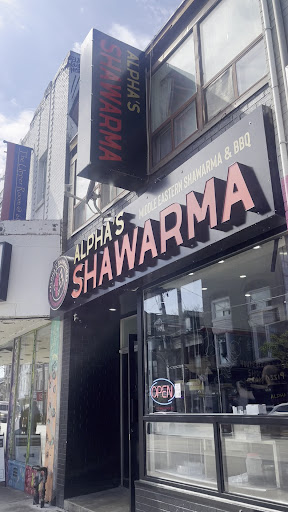 ALPHA'S
SHAWARMA
MIDDLE EASTERN SHAWARMA & BBQ
ALPHA'S
SHAWARMA
OPEN